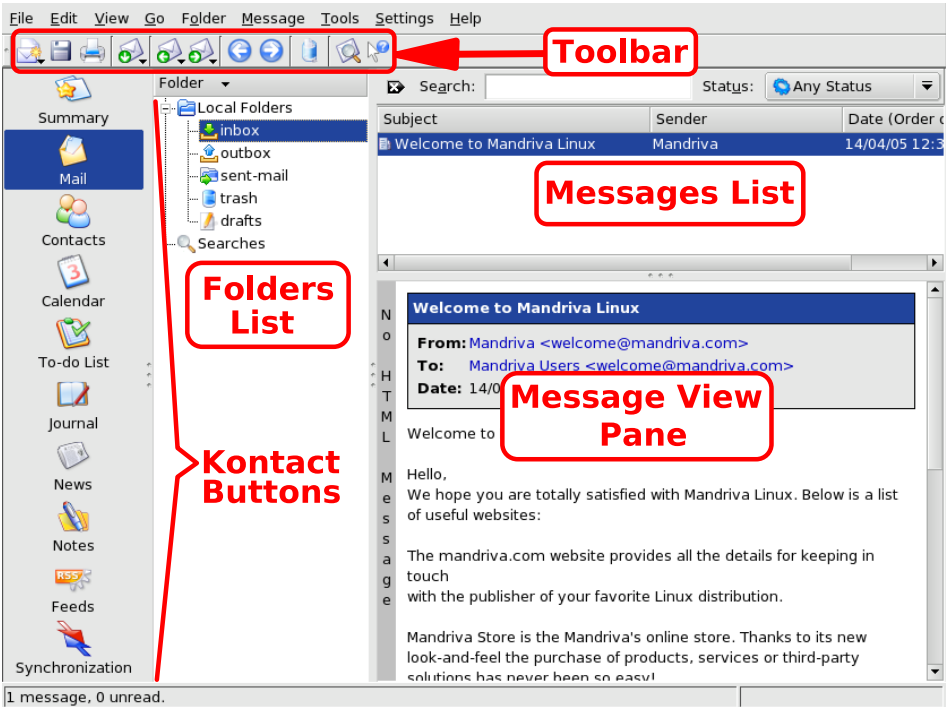 File Edit View Go Folder Message Tools Settings Help
Toolbar
Summary
Mail
Contacts
3
Calendar
To-do List
Journal
News
Notes
RSS
Feeds
Synchronization
Folder
Local Folders
inbox
outbox
sent-mail
trash
drafts
Searches
Folders
List
Kontact
Buttons
Search: Status: Any Status
Subject Sender Date (Order
Welcome to Mandriva Linux Mandriva 14/04/05 12:3
Messages List
No HTML Message
Welcome to Mandriva Linux
From: Mandriva <welcome@mandriva.com>
To: Mandriva Users <welcome@mandriva.com>
Date: 14/0
Message View
Pane
Welcome to
Hello,
We hope you are totally satisfied with Mandriva Linux. Below is a list
of useful websites:
The mandriva.com website provides all the details for keeping in
touch
with the publisher of your favorite Linux distribution.
Mandriva Store is the Mandriva's online store. Thanks to its new
look-and-feel the purchase of products, services or third-party
solutions has never been so easy!
1 message, 0 unread.